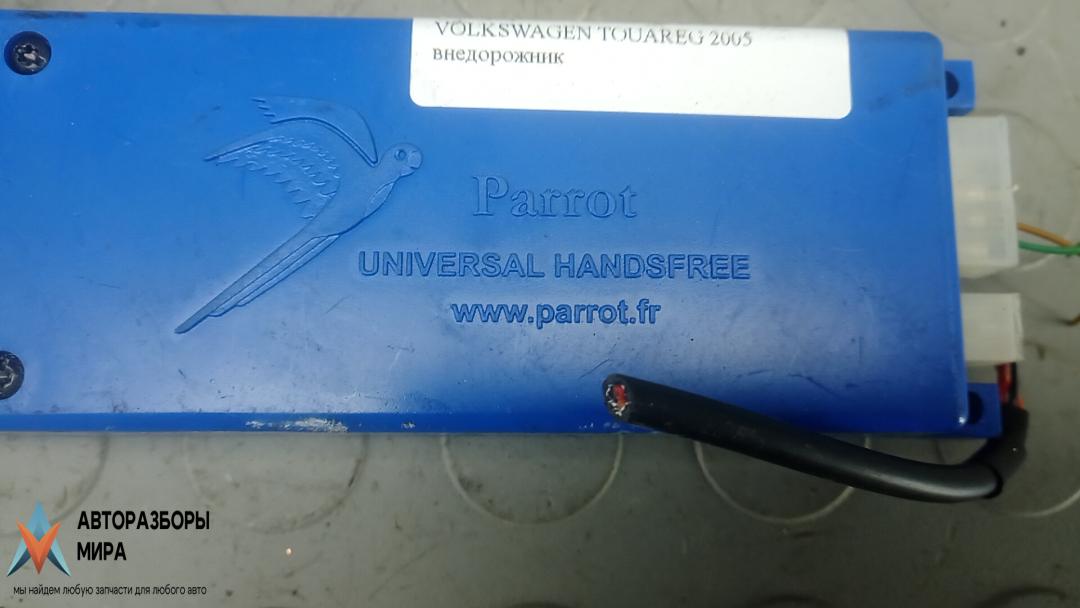 VOLKSWAGEN TOUAREG 2005
внедорожник
Parrot
UNIVERSAL HANDSFREE
www.parrot.fr
АВТОРАЗБОРЫ
МИРА
мы найдем любую запчасти для любого авто